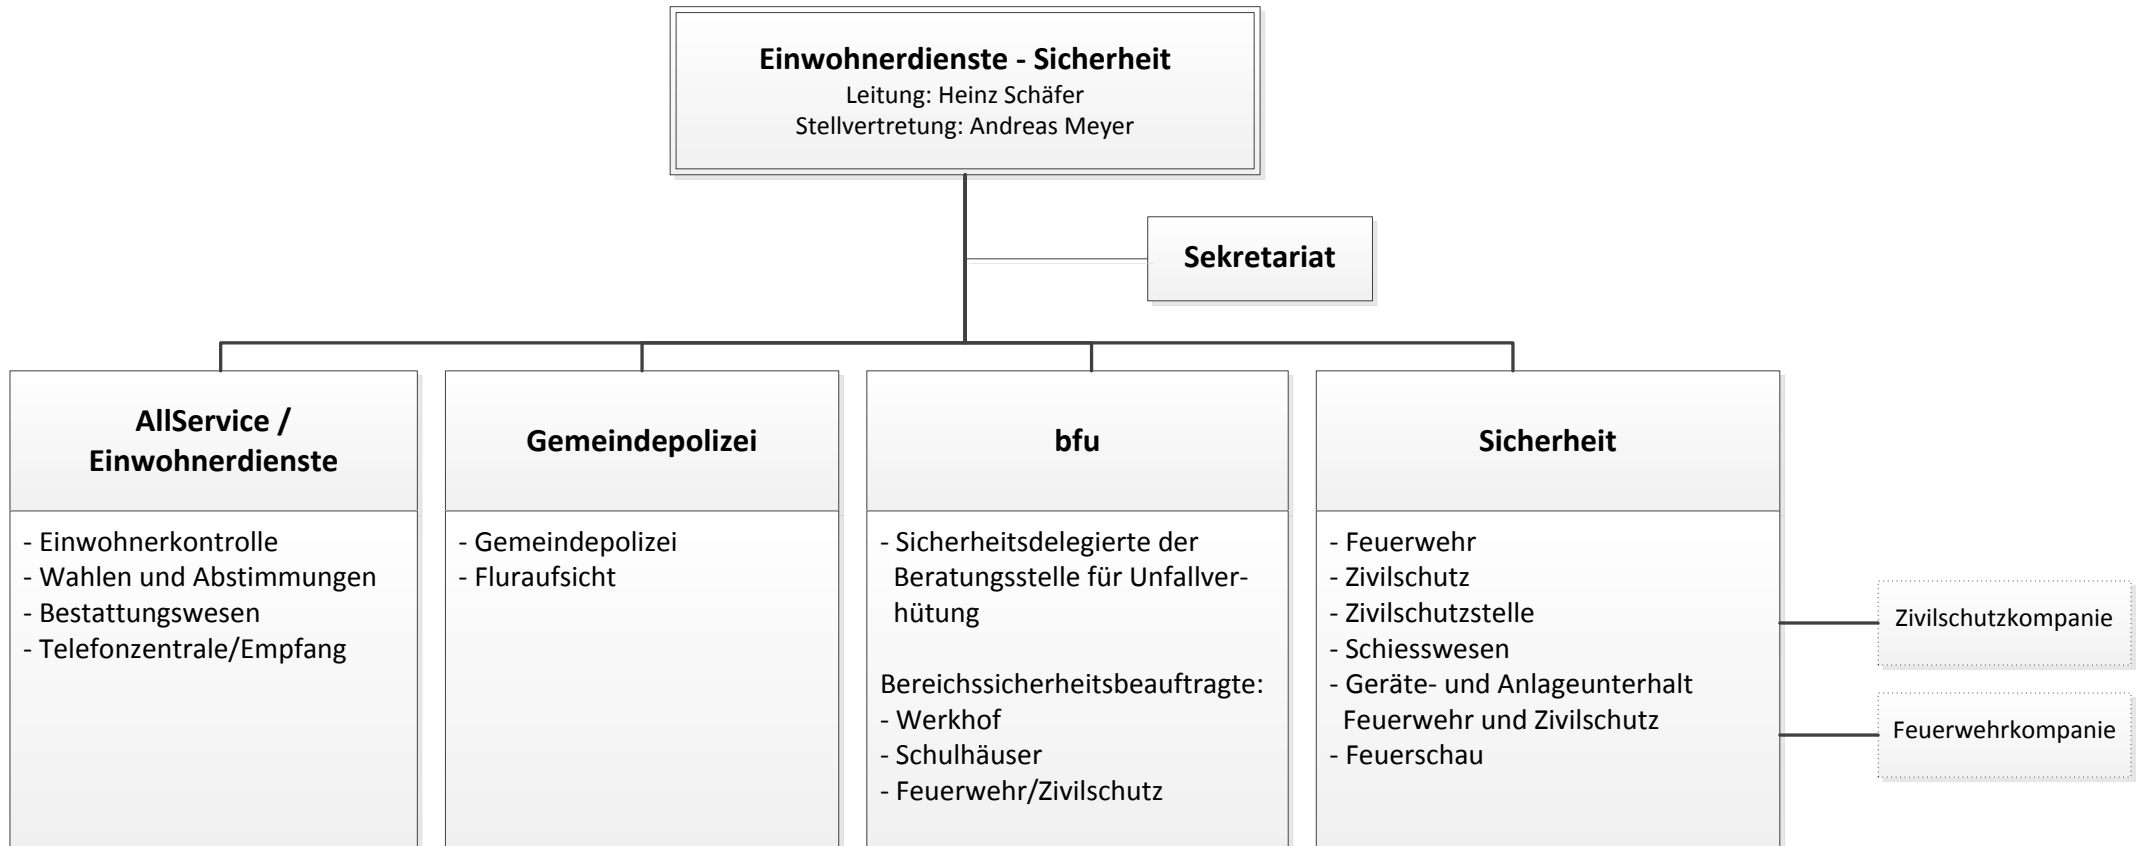 Einwohnerdienste - Sicherheit
Leitung: Heinz Schäfer
Stellvertretung: Andreas Meyer
Sekretariat
AllService /
Einwohnerdienste
- Einwohnerkontrolle
- Wahlen und Abstimmungen
- Bestattungswesen
- Telefonzentrale/Empfang
Gemeindepolizei
- Gemeindepolizei
- Fluraufsicht
bfu
- Sicherheitsdelegierte der
Beratungsstelle für Unfallver-
hütung
Bereichssicherheitsbeauftragte:
- Werkhof
- Schulhäuser
- Feuerwehr/Zivilschutz
Sicherheit
- Feuerwehr
- Zivilschutz
- Zivilschutzstelle
- Schiesswesen
- Geräte- und Anlageunterhalt
Feuerwehr und Zivilschutz
- Feuerschau
Zivilschutzkompanie
Feuerwehrkompanie